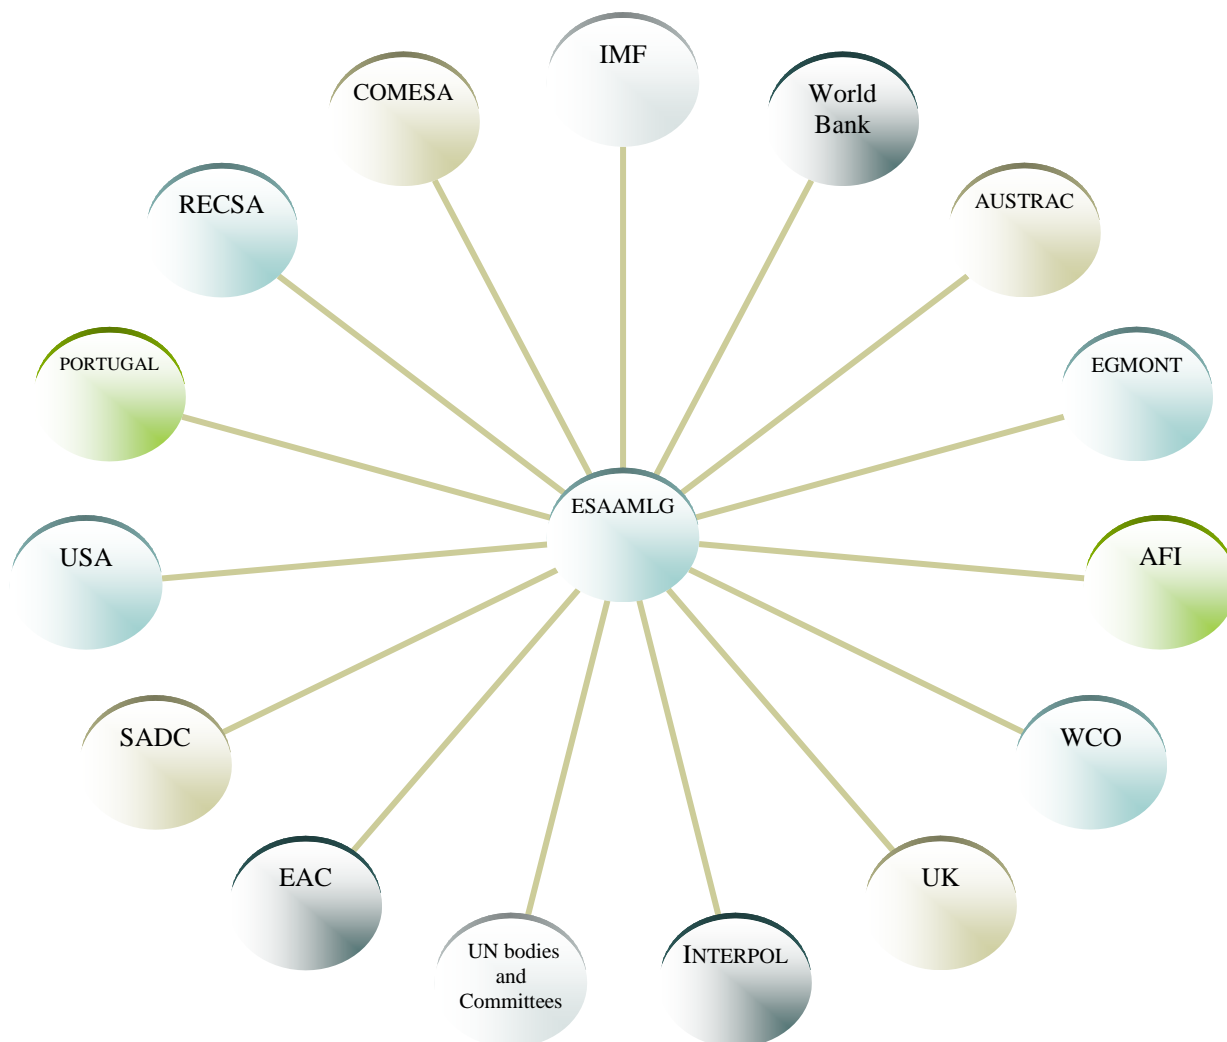 IMF
World
Bank
COMESA
AUSTRAC
RECSA
EGMONT
PORTUGAL
ESAAMLG
AFI
USA
WCO
SADC
UK
EAC
UN bodies
and
Committees
INTERPOL